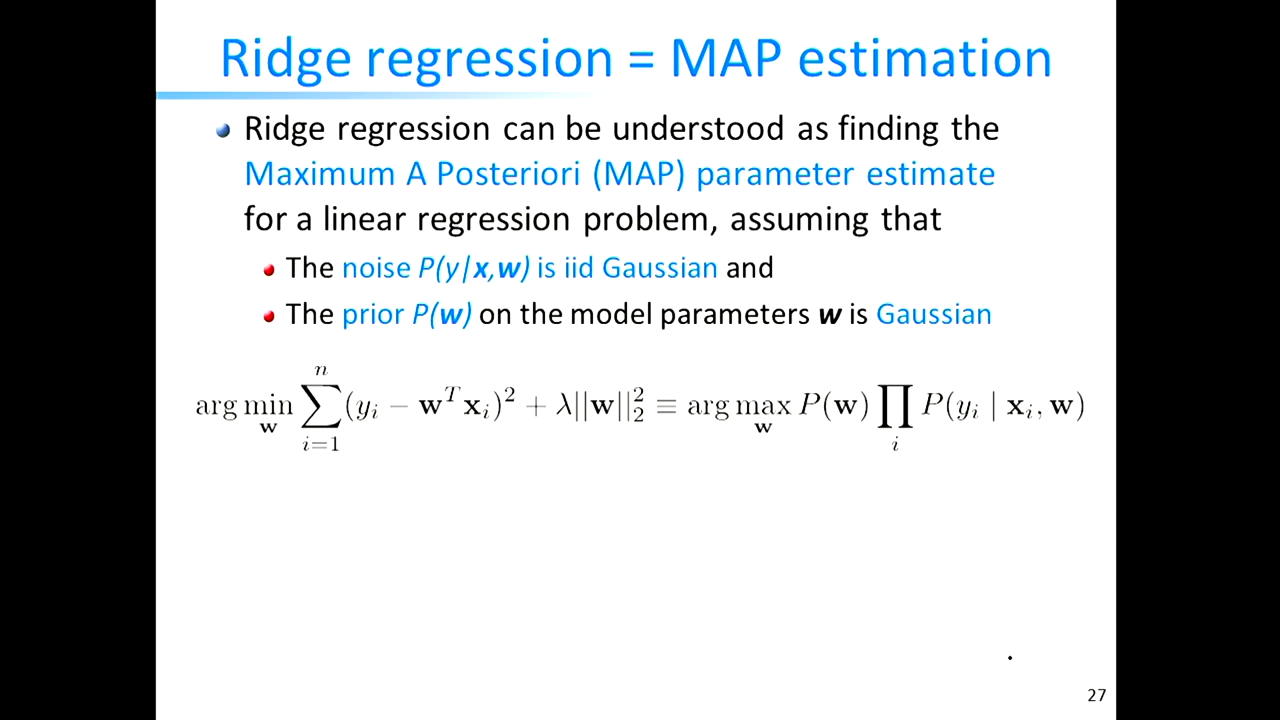 Ridge regression = MAP estimation
Ridge regression can be understood as finding the
Maximum A Posteriori (MAP) parameter estimate
for a linear regression problem, assuming that
The noise P(y|x,w) is iid Gaussian and
The prior P(w) on the model parameters w is Gaussian
arg min_w ∑_{i=1}^{n} (y_i − w^T x_i)^2 + λ||w||_2^2 ≡ arg max_w P(w) ∏_i P(y_i | x_i, w)
27